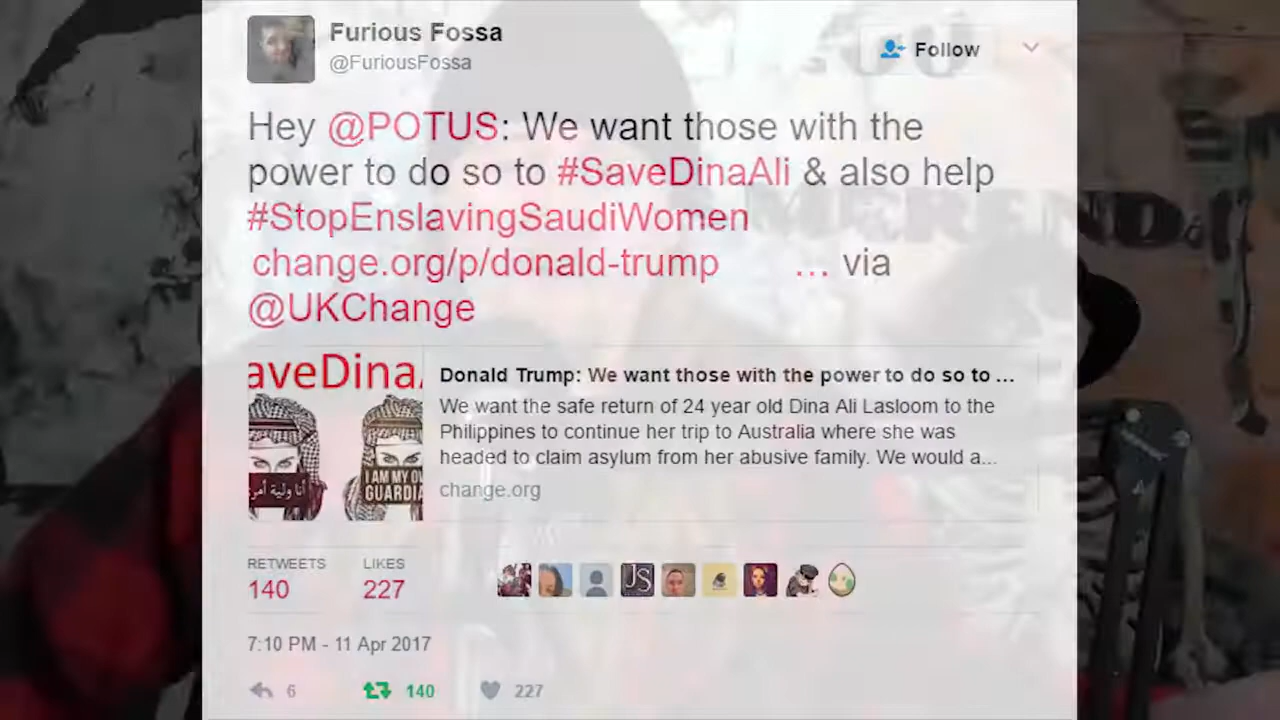 Furious Fossa
@FuriousFossa
Follow
Hey @POTUS: We want those with the
power to do so to #SaveDinaAli & also help
#StopEnslavingSaudiWomen
change.org/p/donald-trump ... via
@UKChange
aveDina
Donald Trump: We want those with the power to do so to ...
We want the safe return of 24 year old Dina Ali Lasloom to the
Philippines to continue her trip to Australia where she was
headed to claim asylum from her abusive family. We would a...
change.org
أنا ولية أمر
I AM MY OW
GUARDIA
RETWEETS LIKES
140 227
JS
7:10 PM - 11 Apr 2017
6 140 227